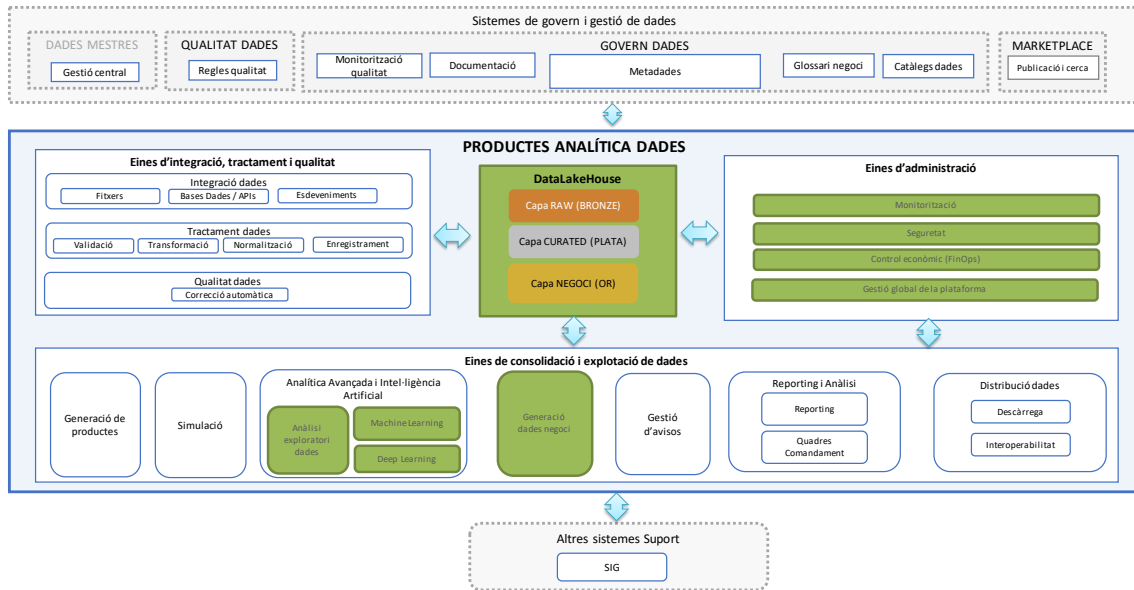 Sistemes de govern i gestió de dades
DADES MESTRES
Gestió central
QUALITAT DADES
Regles qualitat
GOVERN DADES
Monitorització
qualitat
Documentació
Metadades
Glossari negoci
Catàlegs dades
MARKETPLACE
Publicació i cerca
PRODUCTES ANALÍTICA DADES
Eines d'integració, tractament i qualitat
Integració dades
Fitxers
Bases Dades / APIs
Esdeveniments
Tractament dades
Validació
Transformació
Normalització
Enregistrament
Qualitat dades
Correcció automàtica
DataLakeHouse
Capa RAW (BRONZE)
Capa CURATED (PLATA)
Capa NEGOCI (OR)
Eines d'administració
Monitorització
Seguretat
Control econòmic (FinOps)
Gestió global de la plataforma
Eines de consolidació i explotació de dades
Generació de
productes
Simulació
Analítica Avançada i Intel·ligència
Artificial
Anàlisi
exploratori
dades
Machine Learning
Deep Learning
Generació
dades negoci
Gestió
d'avisos
Reporting i Anàlisi
Reporting
Quadres
Comandament
Distribució dades
Descàrrega
Interoperabilitat
Altres sistemes Suport
SIG